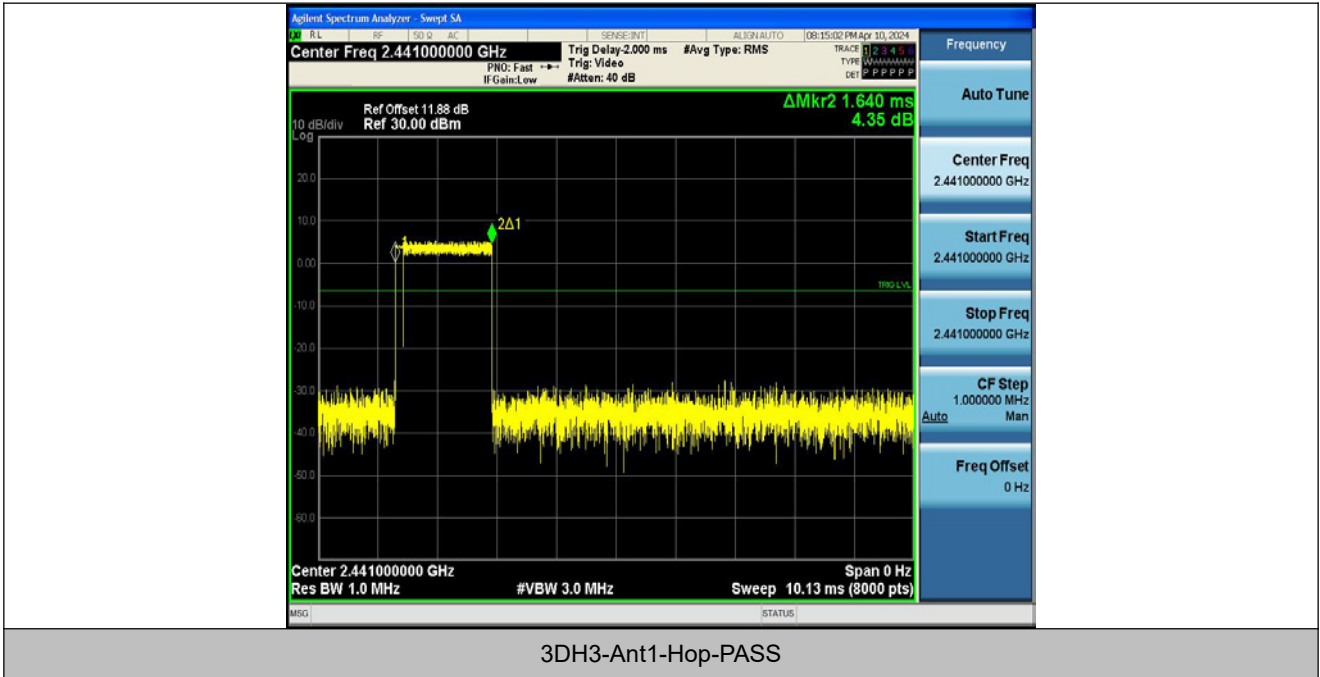 Agilent Spectrum Analyzer - Swept SA
RL RF 50 Ω AC SENSE:INT ALIGN AUTO 08:15:02 PM Apr 10, 2024
Center Freq 2.441000000 GHz
PNO: Fast
IFGain:Low
Trig Delay-2.000 ms
Trig: Video
#Atten: 40 dB
#Avg Type: RMS
TRACE 1 2 3 4 5 6
TYPE
DET P P P P P P
Ref Offset 11.88 dB
10 dB/div Ref 30.00 dBm
Log
ΔMkr2 1.640 ms
4.35 dB
20.0
10.0
2Δ1
0.00
TRIG LVL
-10.0
-20.0
-30.0
-40.0
-50.0
-60.0
Center 2.441000000 GHz Span 0 Hz
Res BW 1.0 MHz #VBW 3.0 MHz Sweep 10.13 ms (8000 pts)
MSG STATUS
Frequency
Auto Tune
Center Freq
2.441000000 GHz
Start Freq
2.441000000 GHz
Stop Freq
2.441000000 GHz
CF Step
1.000000 MHz
Auto Man
Freq Offset
0 Hz
3DH3-Ant1-Hop-PASS